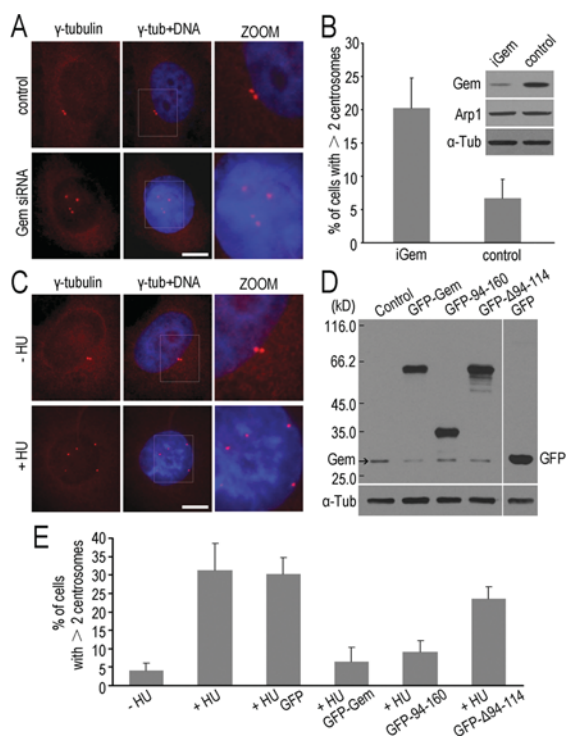 A
γ-tubulin γ-tub+DNA ZOOM
control
Gem siRNA
B
% of cells with > 2 centrosomes
30
25
20
15
10
5
0
iGem control
Gem
Arp1
α-Tub
iGem control
C
γ-tubulin γ-tub+DNA ZOOM
- HU
+ HU
D
(kD) Control GFP-Gem GFP-94-160 GFP-Δ94-114 GFP
116.0
66.2
45.0
35.0
Gem → GFP
25.0
α-Tub
E
% of cells
with > 2 centrosomes
40
35
30
25
20
15
10
5
0
- HU + HU + HU + HU + HU + HU
GFP GFP-Gem GFP-94-160 GFP-Δ94-114